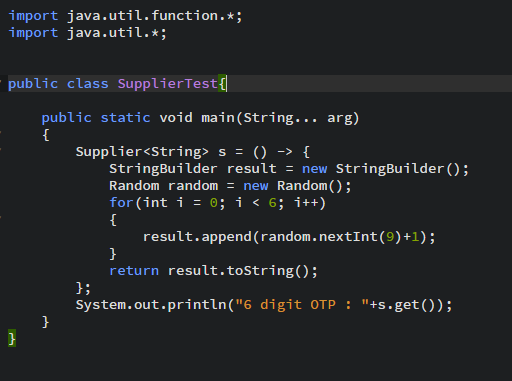 import java.util.function.*;
import java.util.*;
public class SupplierTest{
public static void main(String... arg)
{
Supplier<String> s = () -> {
StringBuilder result = new StringBuilder();
Random random = new Random();
for(int i = 0; i < 6; i++)
{
result.append(random.nextInt(9)+1);
}
return result.toString();
};
System.out.println("6 digit OTP : "+s.get());
}
}